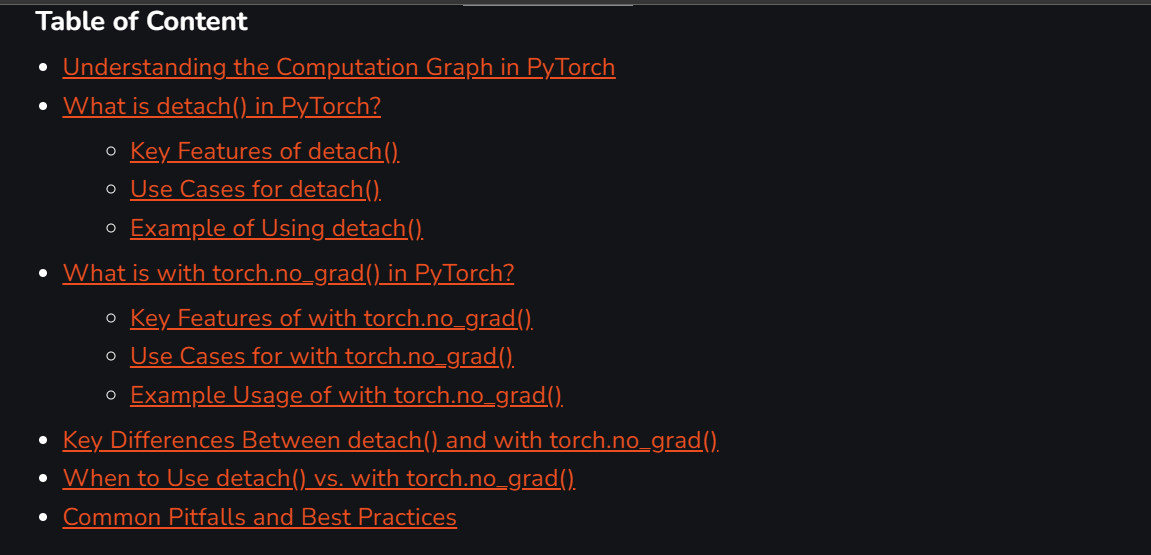 Table of Content
Understanding the Computation Graph in PyTorch
What is detach() in PyTorch?
Key Features of detach()
Use Cases for detach()
Example of Using detach()
What is with torch.no_grad() in PyTorch?
Key Features of with torch.no_grad()
Use Cases for with torch.no_grad()
Example Usage of with torch.no_grad()
Key Differences Between detach() and with torch.no_grad()
When to Use detach() vs. with torch.no_grad()
Common Pitfalls and Best Practices